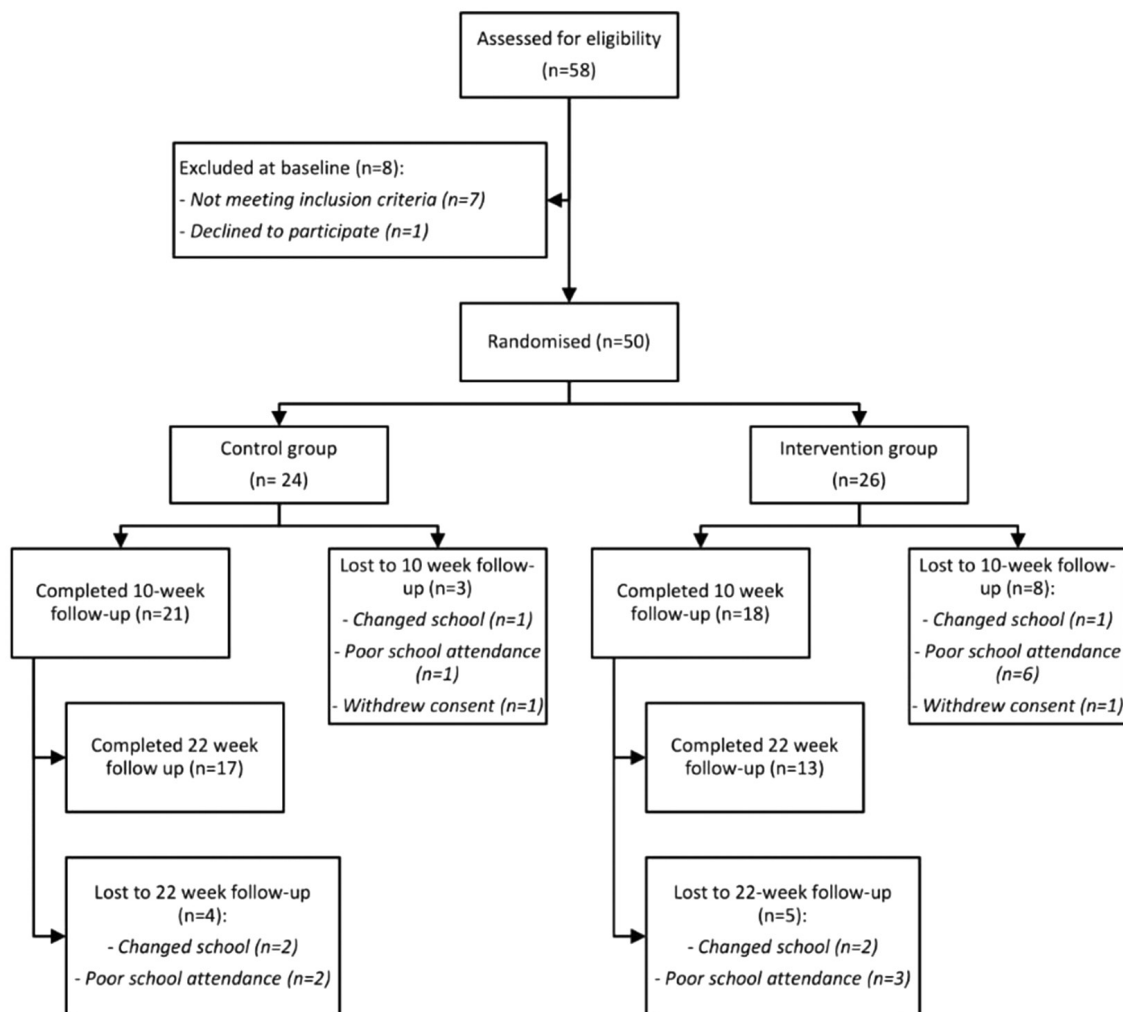 Assessed for eligibility
(n=58)
Excluded at baseline (n=8):
- Not meeting inclusion criteria (n=7)
- Declined to participate (n=1)
Randomised (n=50)
Control group
(n= 24)
Intervention group
(n=26)
Completed 10-week
follow-up (n=21)
Lost to 10 week follow-
up (n=3)
- Changed school (n=1)
- Poor school attendance
(n=1)
- Withdrew consent (n=1)
Completed 10 week
follow-up (n=18)
Lost to 10-week follow-
up (n=8):
- Changed school (n=1)
- Poor school attendance
(n=6)
- Withdrew consent (n=1)
Completed 22 week
follow up (n=17)
Completed 22 week
follow-up (n=13)
Lost to 22 week follow-up
(n=4):
- Changed school (n=2)
- Poor school attendance (n=2)
Lost to 22-week follow-up
(n=5):
- Changed school (n=2)
- Poor school attendance (n=3)